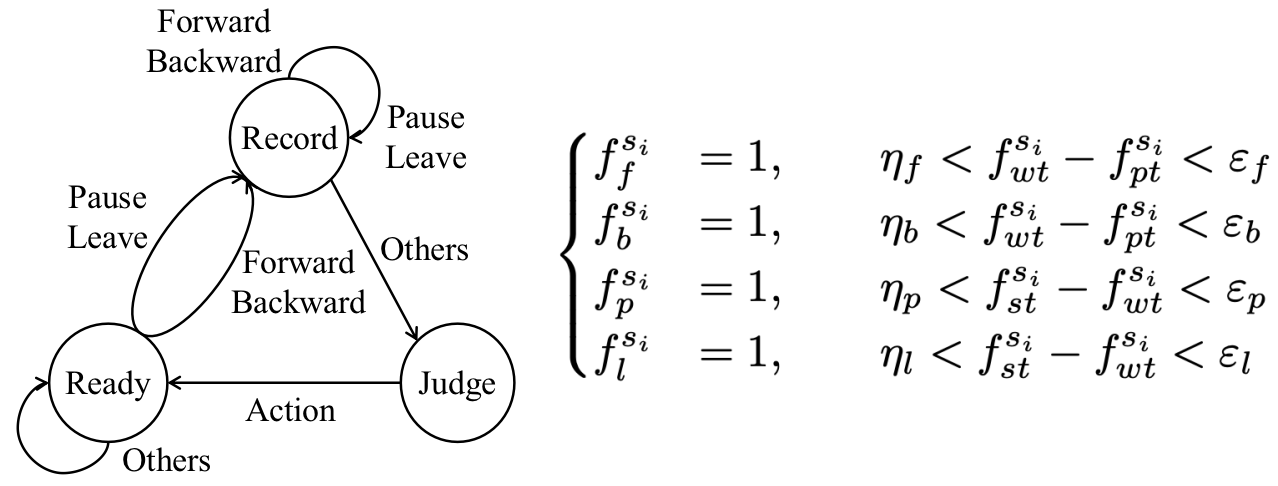 Forward
Backward
Record
Pause
Leave
Pause
Leave
Others
Forward
Backward
Ready
Judge
Action
Others
f_f^{s_i} = 1, η_f < f_{wt}^{s_i} − f_{pt}^{s_i} < ε_f
f_b^{s_i} = 1, η_b < f_{wt}^{s_i} − f_{pt}^{s_i} < ε_b
f_p^{s_i} = 1, η_p < f_{st}^{s_i} − f_{wt}^{s_i} < ε_p
f_l^{s_i} = 1, η_l < f_{st}^{s_i} − f_{wt}^{s_i} < ε_l